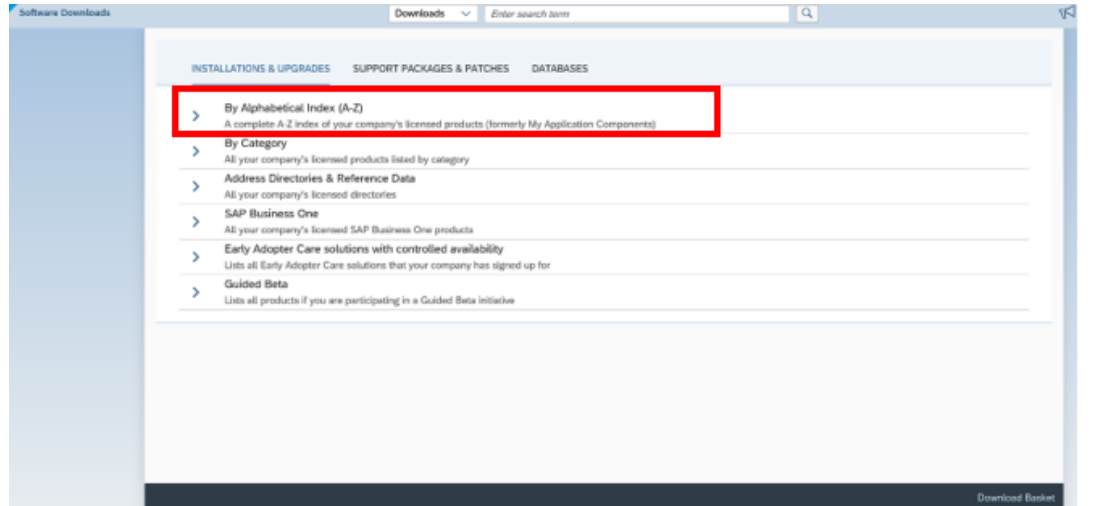 Software Downloads
Downloads
Enter search term
INSTALLATIONS & UPGRADES
SUPPORT PACKAGES & PATCHES
DATABASES
By Alphabetical Index (A-Z)
A complete A-Z index of your company's licensed products (formerly My Application Components)
By Category
All your company's licensed products listed by category
Address Directories & Reference Data
All your company's licensed directories
SAP Business One
All your company's licensed SAP Business One products
Early Adopter Care solutions with controlled availability
Lists all Early Adopter Care solutions that your company has signed up for
Guided Beta
Lists all products if you are participating in a Guided Beta initiative
Download Basket